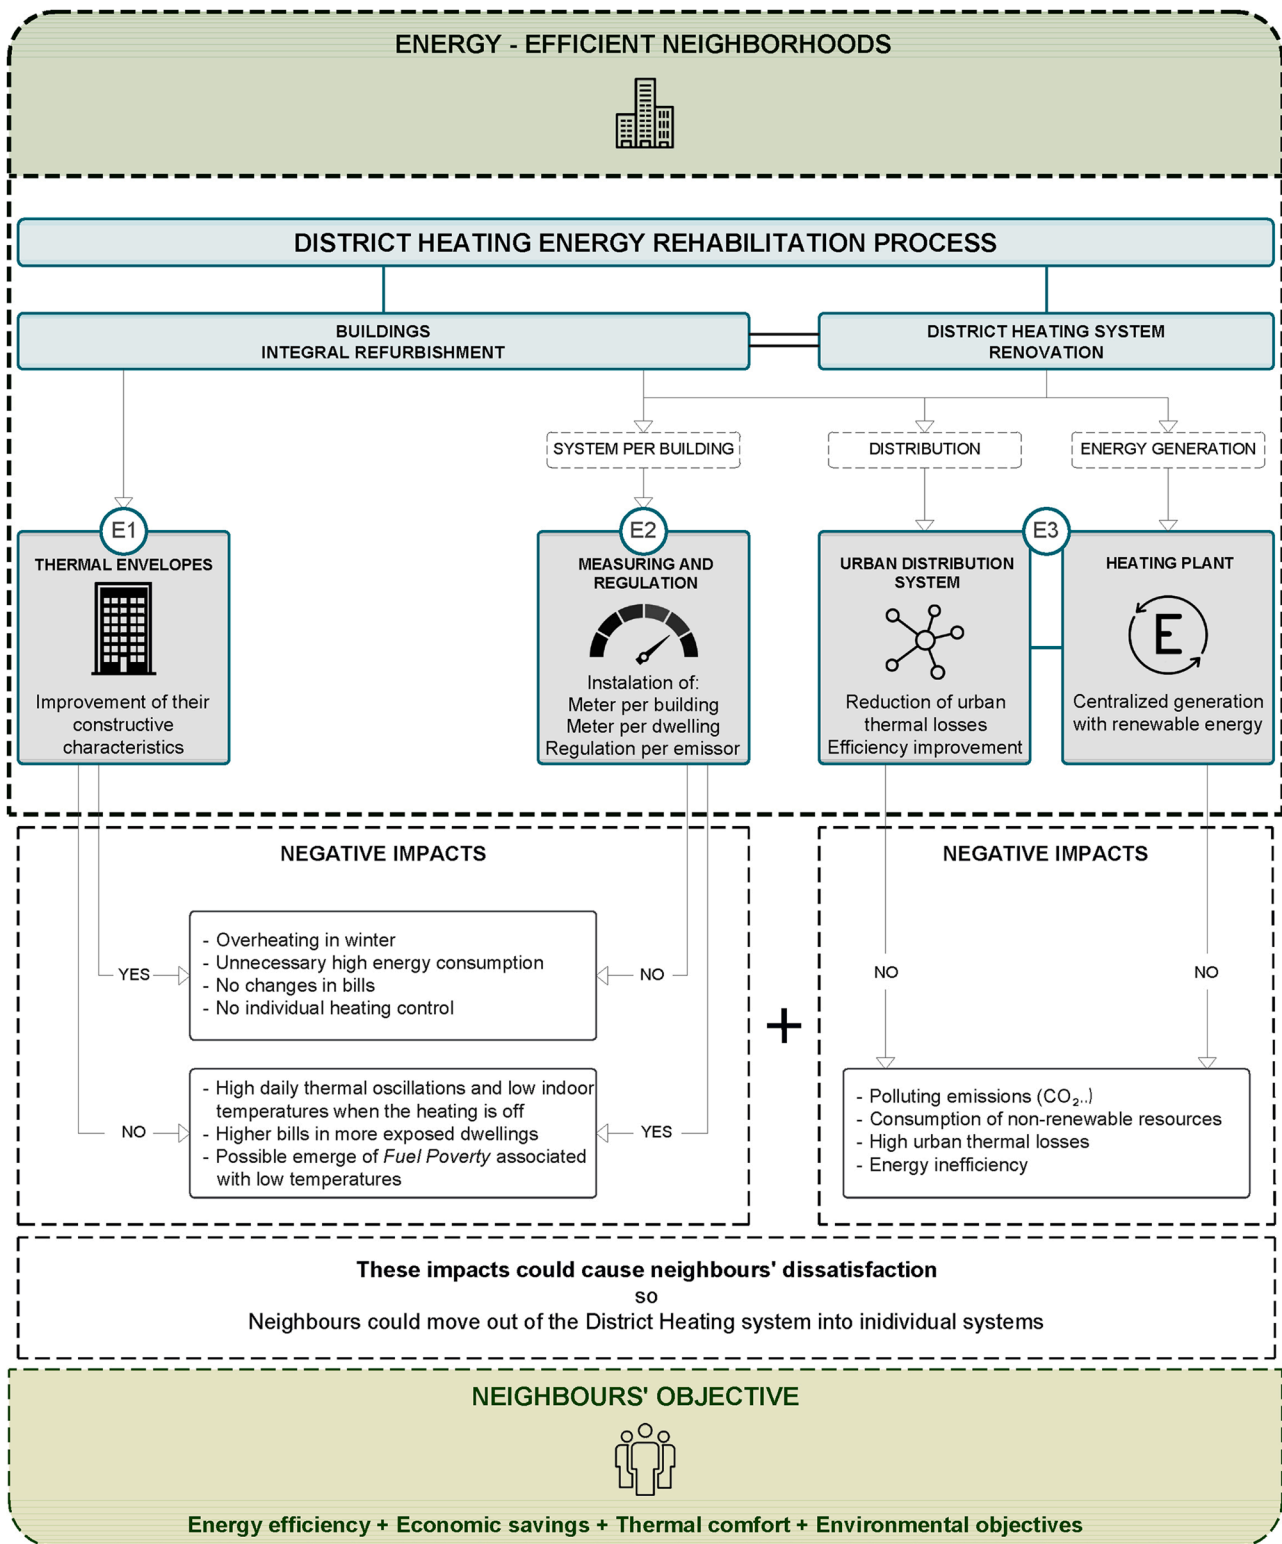 ENERGY - EFFICIENT NEIGHBORHOODS
DISTRICT HEATING ENERGY REHABILITATION PROCESS
BUILDINGS
INTEGRAL REFURBISHMENT
DISTRICT HEATING SYSTEM
RENOVATION
SYSTEM PER BUILDING
DISTRIBUTION
ENERGY GENERATION
E1
THERMAL ENVELOPES
Improvement of their
constructive
characteristics
E2
MEASURING AND
REGULATION
Instalation of:
Meter per building
Meter per dwelling
Regulation per emissor
E3
URBAN DISTRIBUTION
SYSTEM
Reduction of urban
thermal losses
Efficiency improvement
HEATING PLANT
E
Centralized generation
with renewable energy
NEGATIVE IMPACTS
- Overheating in winter
- Unnecessary high energy consumption
- No changes in bills
- No individual heating control
YES
NO
- High daily thermal oscillations and low indoor
temperatures when the heating is off
- Higher bills in more exposed dwellings
- Possible emerge of Fuel Poverty associated
with low temperatures
NO
YES
+
NEGATIVE IMPACTS
NO
NO
- Polluting emissions (CO₂..)
- Consumption of non-renewable resources
- High urban thermal losses
- Energy inefficiency
These impacts could cause neighbours' dissatisfaction
so
Neighbours could move out of the District Heating system into inidividual systems
NEIGHBOURS' OBJECTIVE
Energy efficiency + Economic savings + Thermal comfort + Environmental objectives